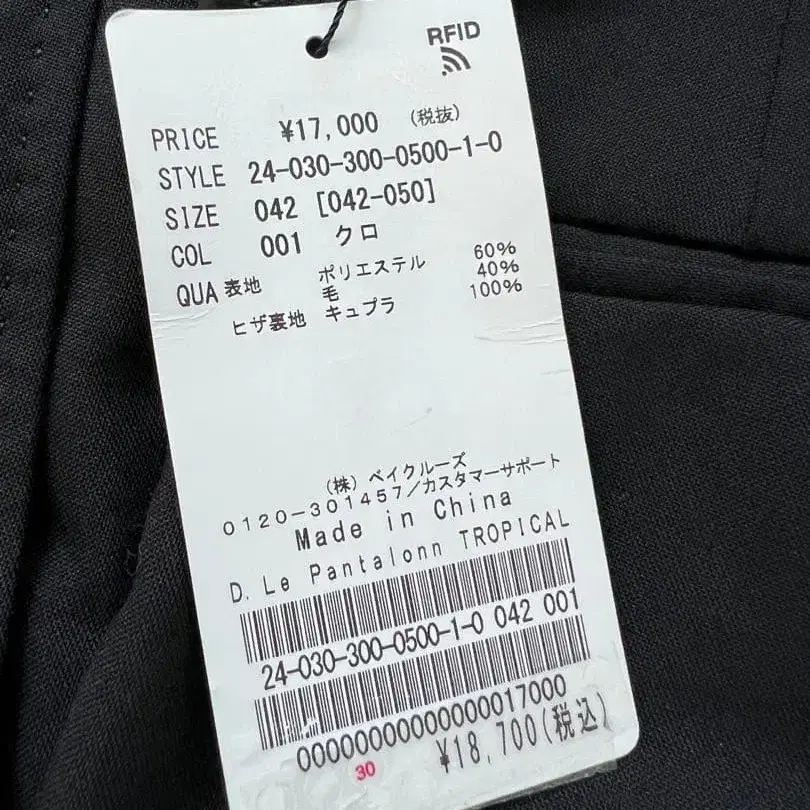 RFID
PRICE ¥17,000 (税抜)
STYLE 24-030-300-0500-1-0
SIZE 042 [042-050]
COL 001 クロ
QUA 表地 ポリエステル 60%
毛 40%
ヒザ裏地 キュプラ 100%
(株) ベイクルーズ
0120-301457/カスタマーサポート
Made in China
D. Le Pantalonn TROPICAL
24-030-300-0500-1-0 042 001
0000000000000017000
30 ¥18,700(税込)